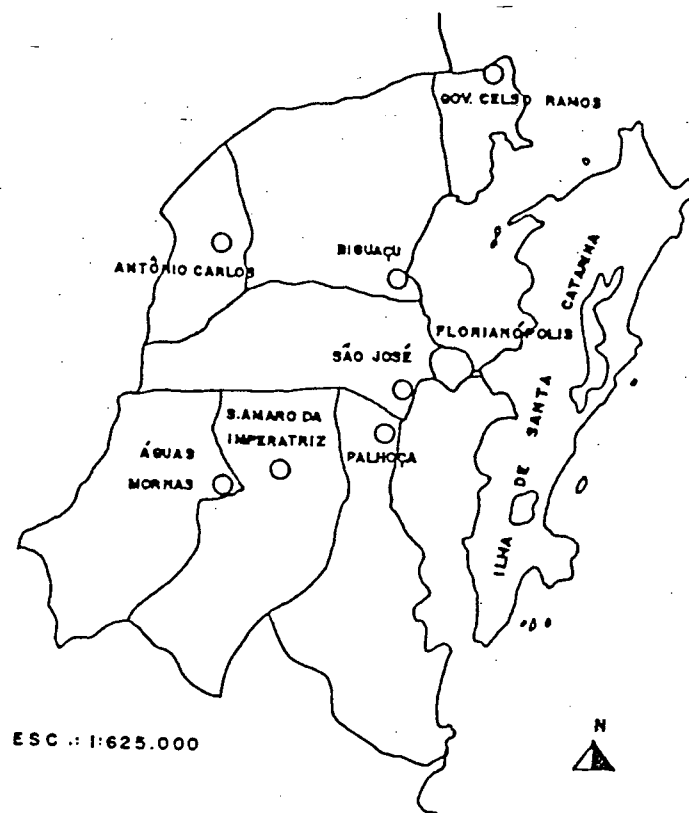 GOV. CELSO RAMOS
ANTÔNIO CARLOS
BIGUAÇU
FLORIANÓPOLIS
SÃO JOSÉ
S.AMARO DA
IMPERATRIZ
PALHOÇA
ÁGUAS
MORNAS
ILHA DE SANTA CATARINA
ESC .: 1:625.000
N